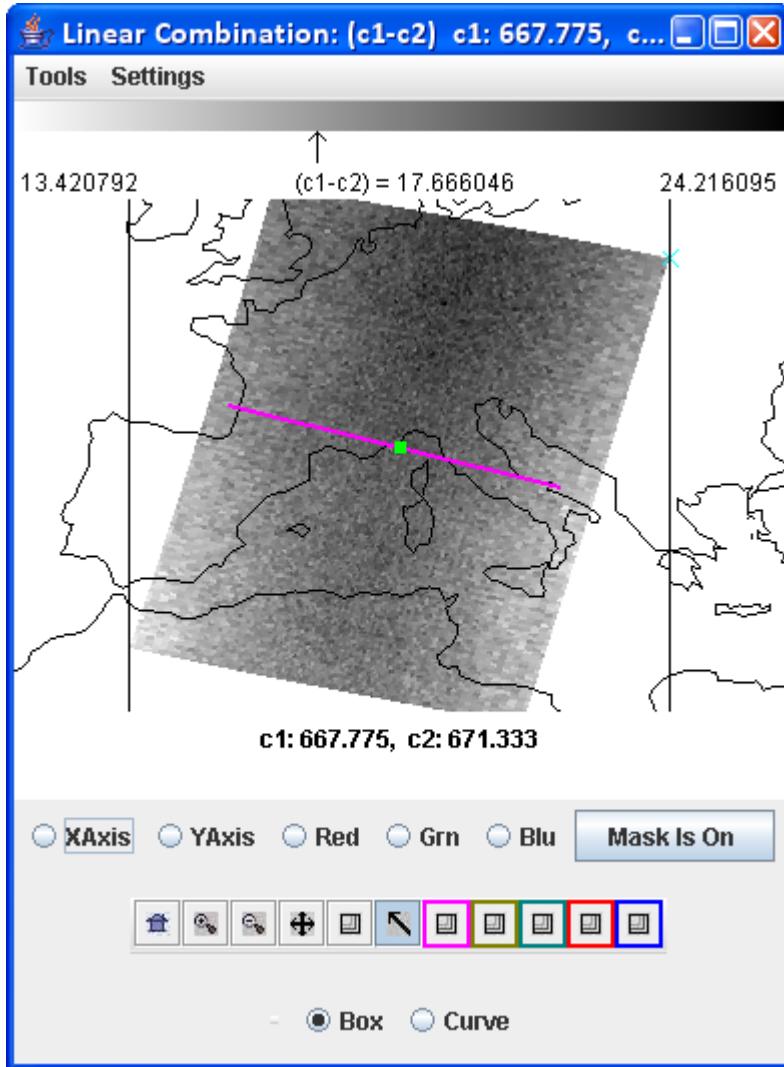 Linear Combination: (c1-c2) c1: 667.775, c...
Tools Settings
13.420792 (c1-c2) = 17.666046 24.216095
c1: 667.775, c2: 671.333
XAxis YAxis Red Grn Blu Mask Is On
Box Curve